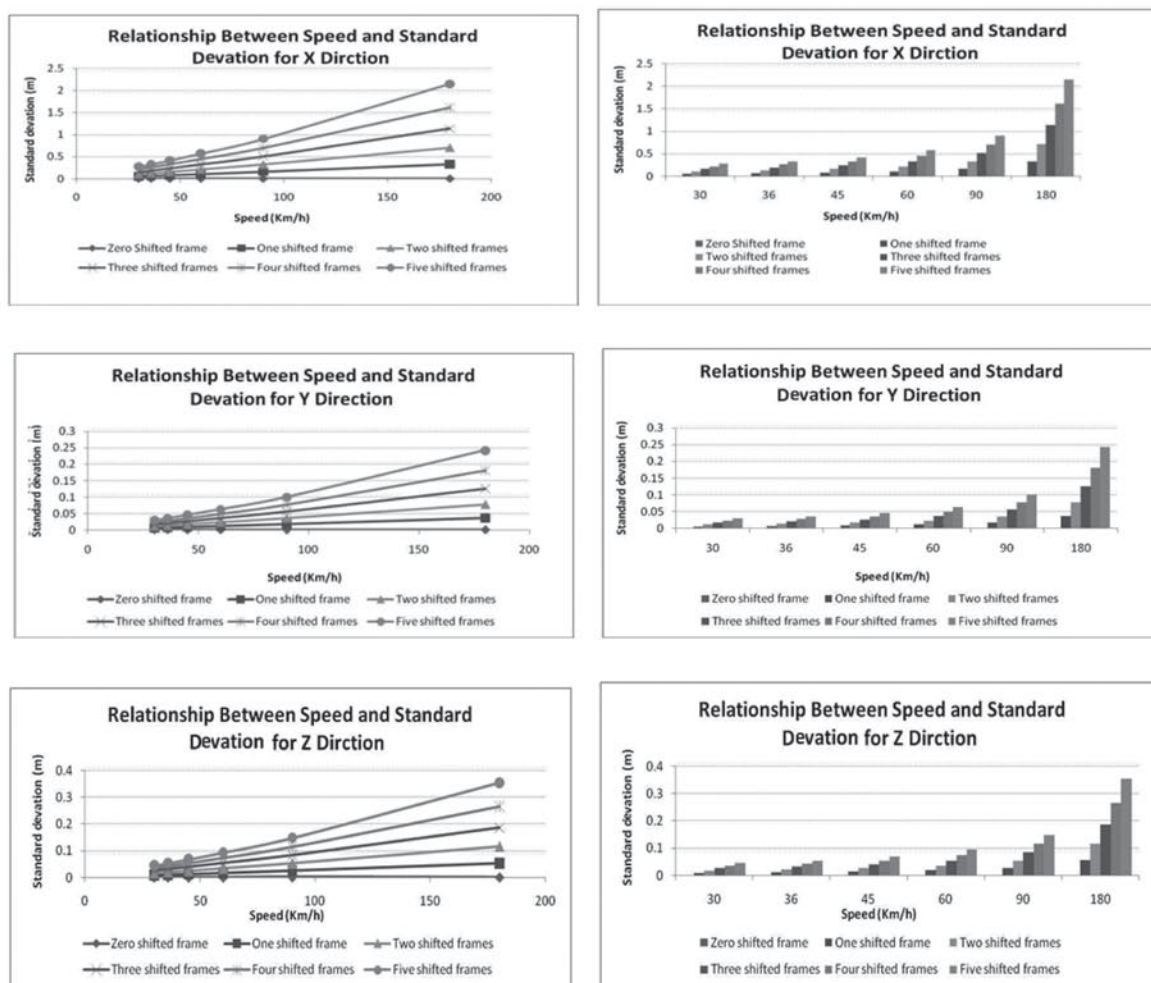 Relationship Between Speed and Standard
Devation for X Dirction
Standard devation (m)
2.5
2
1.5
1
0.5
0
0 50 100 150 200
Speed (Km/h)
Zero Shifted frame One shifted frame Two shifted frames
Three shifted frames Four shifted frames Five shifted frames
Relationship Between Speed and Standard
Devation for X Dirction
Standard devation (m)
2.5
2
1.5
1
0.5
0
30 36 45 60 90 180
Speed (Km/h)
Zero Shifted frame One shifted frame
Two shifted frames Three shifted frames
Four shifted frames Five shifted frames
Relationship Between Speed and Standard
Devation for Y Direction
Standard devation (m)
0.3
0.25
0.2
0.15
0.1
0.05
0
0 50 100 150 200
Speed (Km/h)
Zero shifted frame One shifted frame Two shifted frames
Three shifted frames Four shifted frames Five shifted frames
Relationship Between Speed and Standard
Devation for Y Direction
Standard devation (m)
0.3
0.25
0.2
0.15
0.1
0.05
0
30 36 45 60 90 180
Speed (Km/h)
Zero shifted frame One shifted frame Two shifted frames
Three shifted frames Four shifted frames Five shifted frames
Relationship Between Speed and Standard
Devation for Z Dirction
Standard devation (m)
0.4
0.3
0.2
0.1
0
0 50 100 150 200
Speed (Km/h)
Zero shifted frame One shifted frame Two shifted frames
Three shifted frames Four shifted frames Five shifted frames
Relationship Between Speed and Standard
Devation for Z Dirction
Standard devation (m)
0.4
0.3
0.2
0.1
0
30 36 45 60 90 180
Speed (Km/h)
Zero shifted frame One shifted frame Two shifted frames
Three shifted frames Four shifted frames Five shifted frames